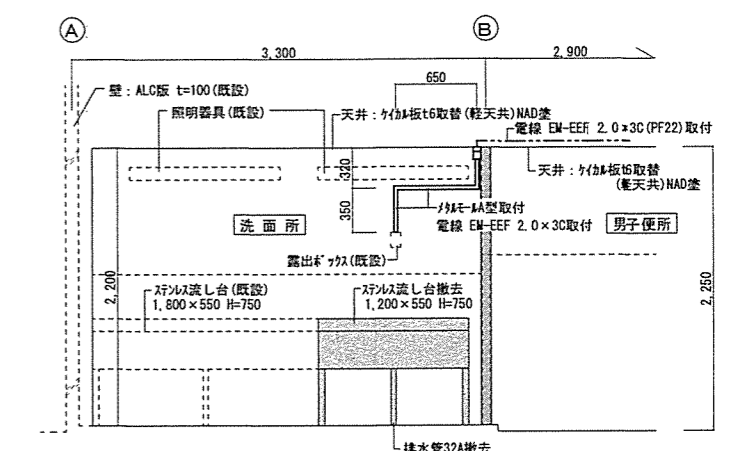 A
B
3,300
2,900
650
壁：ALC版 t=100(既設)
照明器具(既設)
天井：ケイカル板t6取替(軽天共)NAD塗
電線 EM-EEF 2.0×3C(PF22)取付
天井：ケイカル板t6取替
(軽天共)NAD塗
320
350
メタルモールA型取付
電線 EM-EEF 2.0×3C取付
洗面所
男子便所
露出ボックス(既設)
2,200
2,250
ステンレス流し台(既設)
1,800×550 H=750
ステンレス流し台撤去
1,200×550 H=750
排水管32A撤去